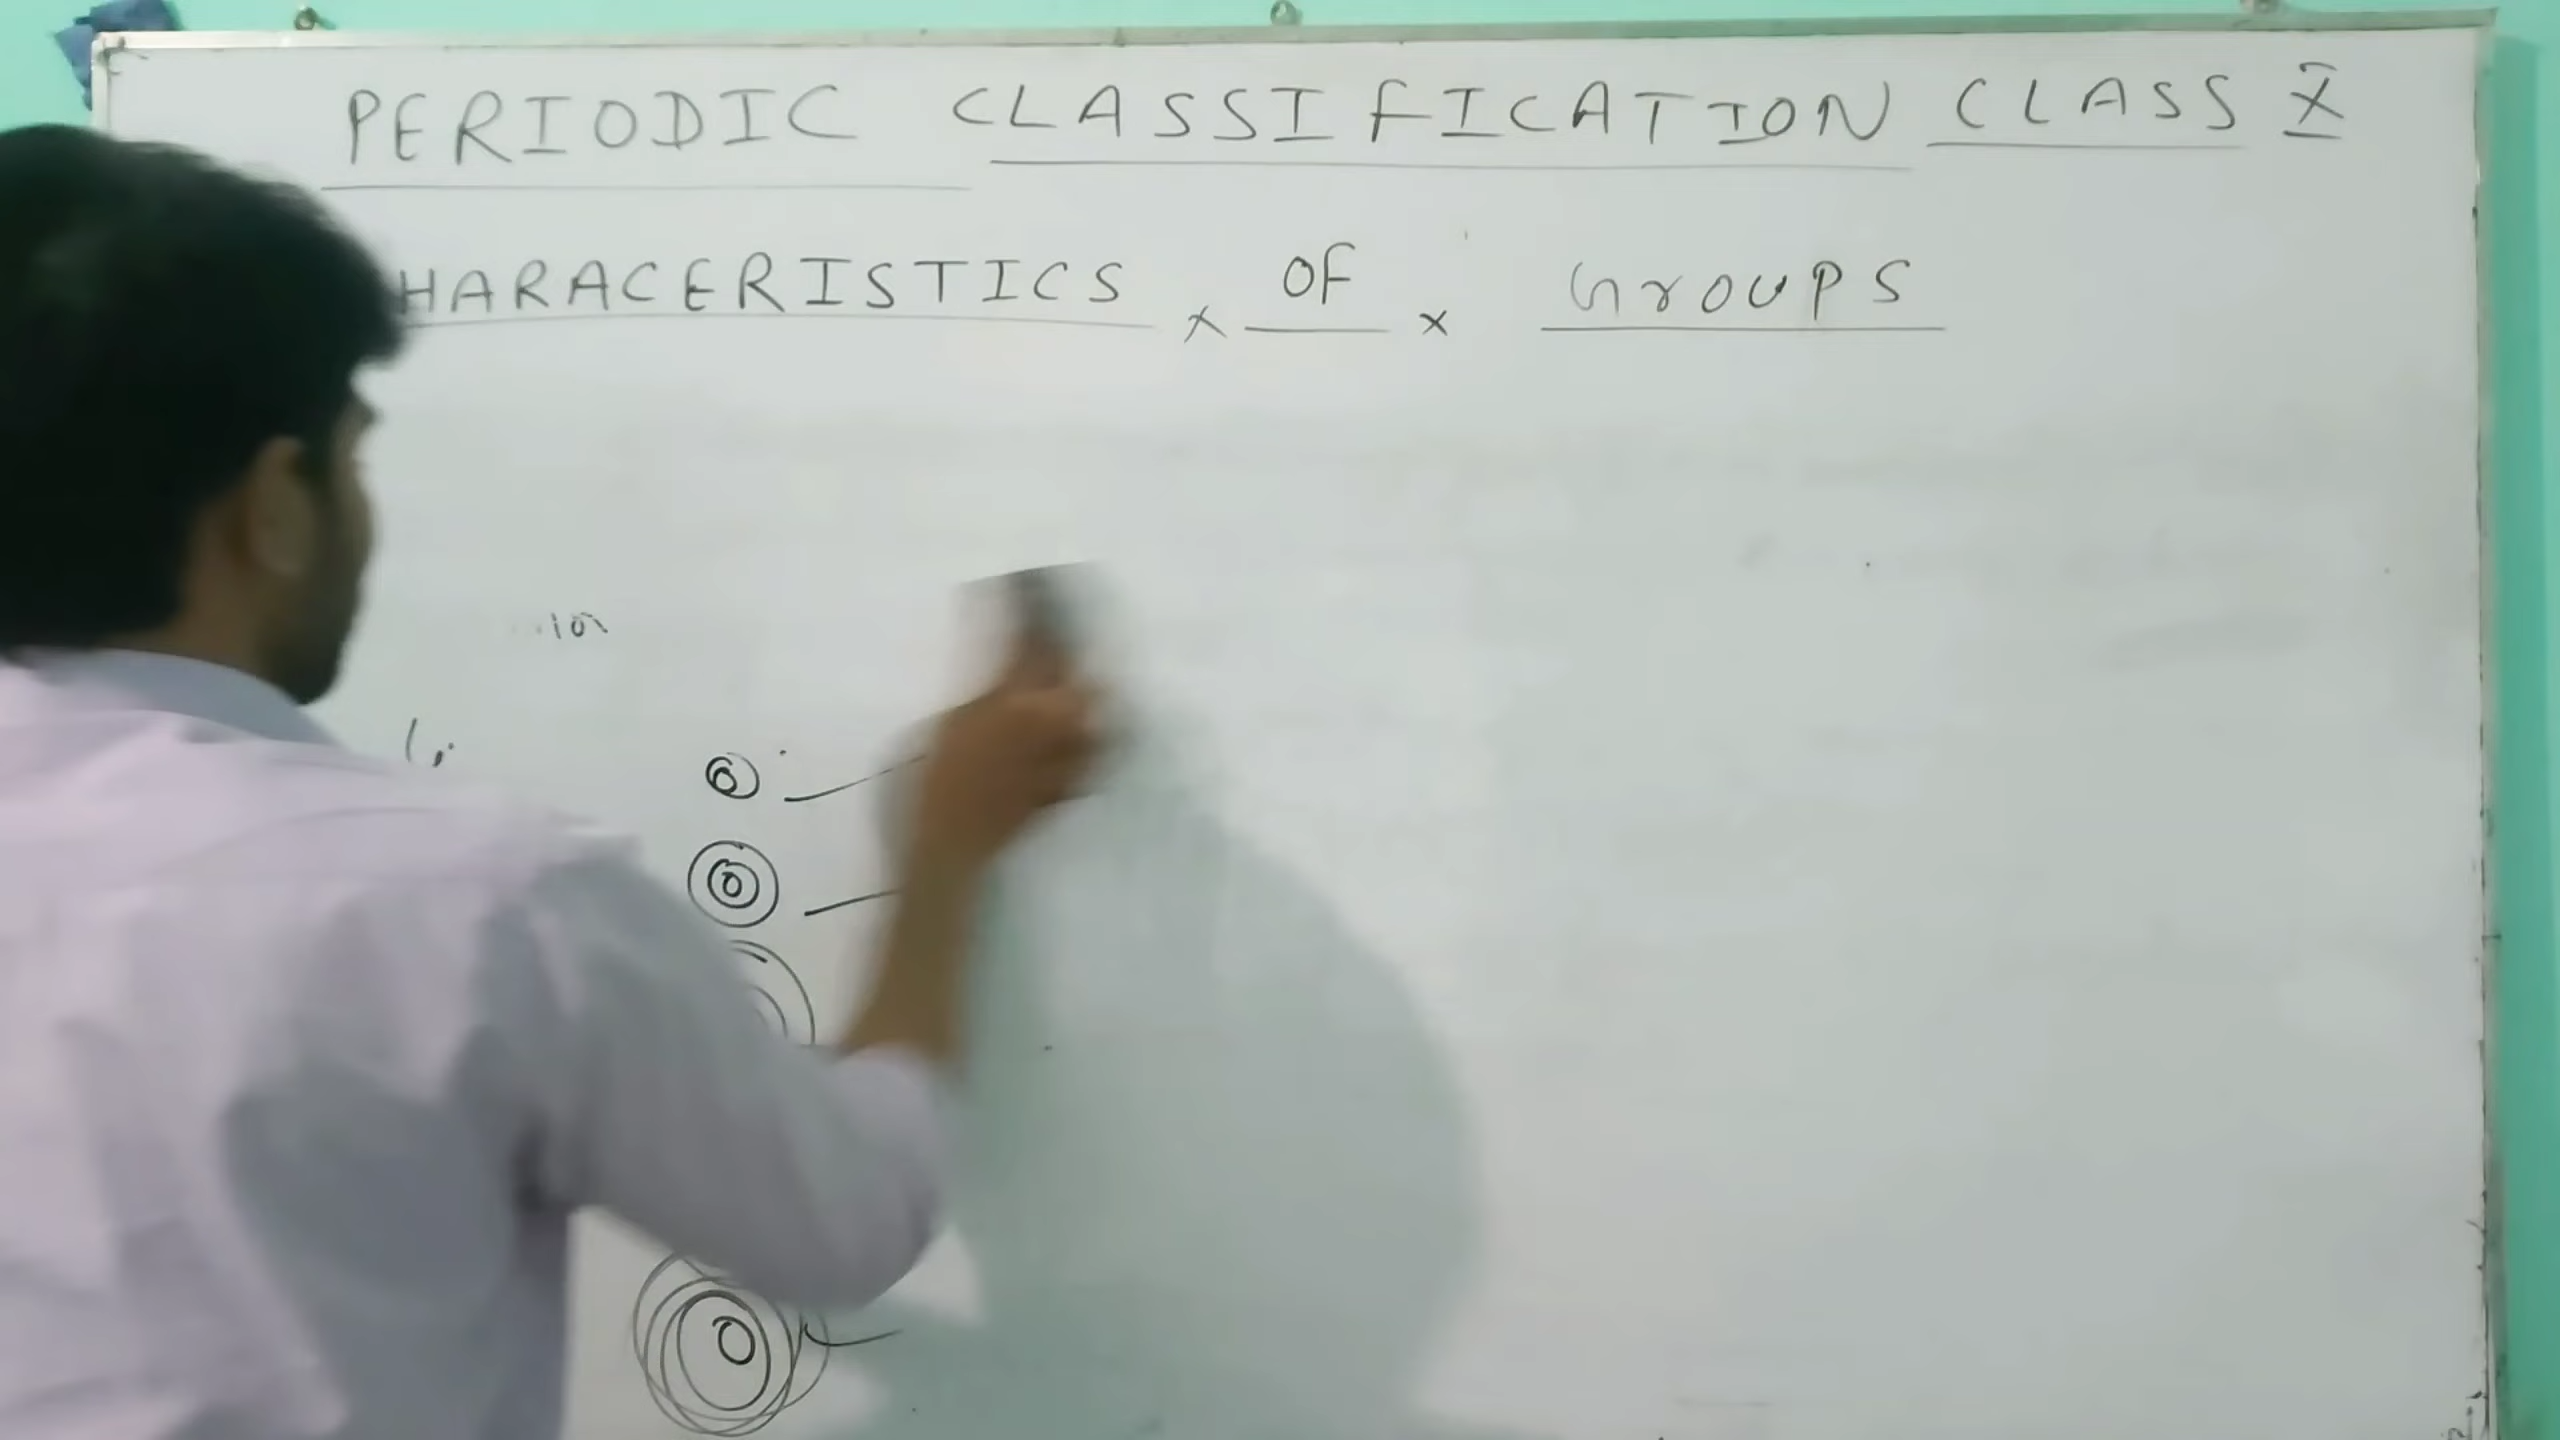 PERIODIC CLASSIFICATION CLASS X
HARACERISTICS × OF × GROUPS